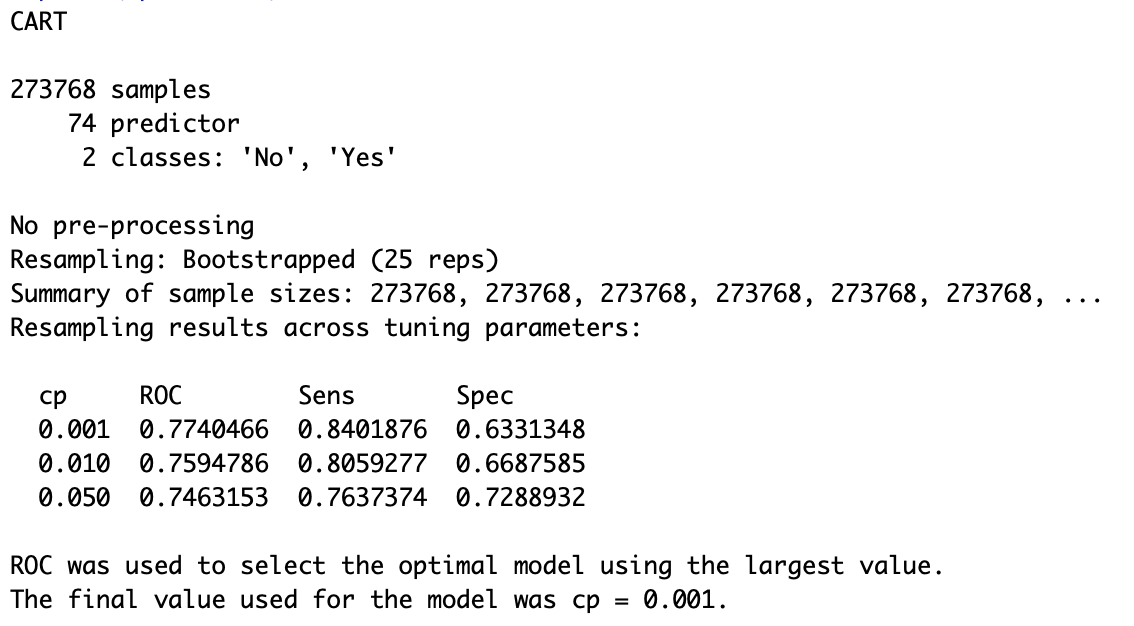 CART
273768 samples
74 predictor
2 classes: 'No', 'Yes'
No pre-processing
Resampling: Bootstrapped (25 reps)
Summary of sample sizes: 273768, 273768, 273768, 273768, 273768, 273768, ...
Resampling results across tuning parameters:
cp ROC Sens Spec
0.001 0.7740466 0.8401876 0.6331348
0.010 0.7594786 0.8059277 0.6687585
0.050 0.7463153 0.7637374 0.7288932
ROC was used to select the optimal model using the largest value.
The final value used for the model was cp = 0.001.